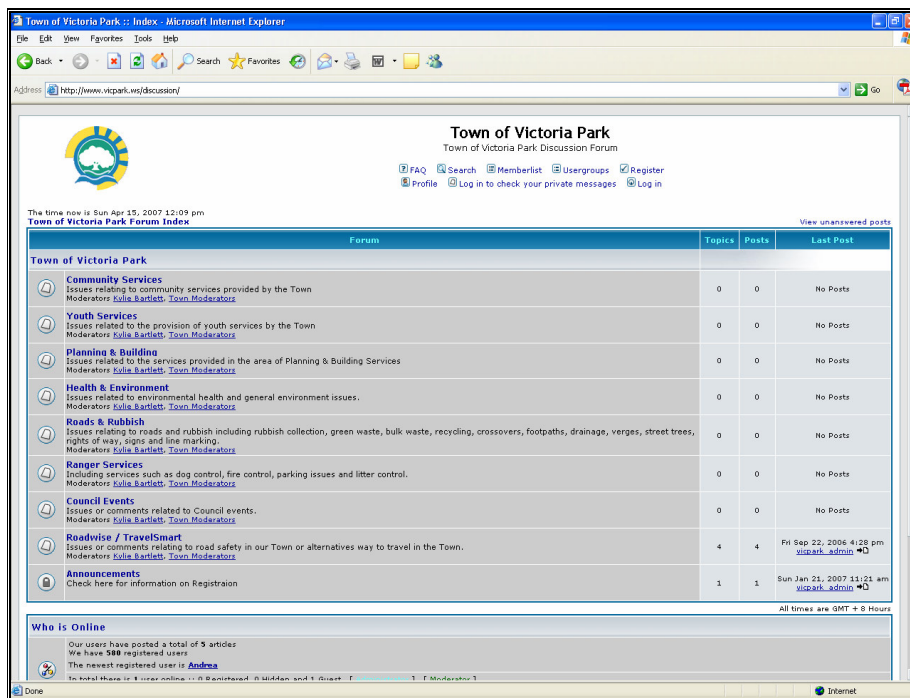 Town of Victoria Park :: Index - Microsoft Internet Explorer
File Edit View Favorites Tools Help
Back Search Favorites
Address http://www.vicpark.ws/discussion/ Go
Town of Victoria Park
Town of Victoria Park Discussion Forum
FAQ Search Memberlist Usergroups Register
Profile Log in to check your private messages Log in
The time now is Sun Apr 15, 2007 12:09 pm
Town of Victoria Park Forum Index View unanswered posts
Forum Topics Posts Last Post
Town of Victoria Park
Community Services
Issues relating to community services provided by the Town
Moderators Kylie Bartlett, Town Moderators
0 0 No Posts
Youth Services
Issues related to the provision of youth services by the Town
Moderators Kylie Bartlett, Town Moderators
0 0 No Posts
Planning & Building
Issues related to the services provided in the area of Planning & Building Services
Moderators Kylie Bartlett, Town Moderators
0 0 No Posts
Health & Environment
Issues related to environmental health and general environment issues.
Moderators Kylie Bartlett, Town Moderators
0 0 No Posts
Roads & Rubbish
Issues relating to roads and rubbish including rubbish collection, green waste, bulk waste, recycling, crossovers, footpaths, drainage, verges, street trees,
rights of way, signs and line marking.
Moderators Kylie Bartlett, Town Moderators
0 0 No Posts
Ranger Services
Including services such as dog control, fire control, parking issues and litter control.
Moderators Kylie Bartlett, Town Moderators
0 0 No Posts
Council Events
Issues or comments related to Council events.
Moderators Kylie Bartlett, Town Moderators
0 0 No Posts
Roadwise / TravelSmart
Issues or comments relating to road safety in our Town or alternatives way to travel in the Town.
Moderators Kylie Bartlett, Town Moderators
4 4 Fri Sep 22, 2006 4:28 pm
vicpark_admin
Announcements
Check here for information on Registraion
1 1 Sun Jan 21, 2007 11:21 am
vicpark_admin
All times are GMT + 8 Hours
Who is Online
Our users have posted a total of 5 articles
We have 580 registered users
The newest registered user is Andrea
In total there is 1 user online :: 0 Registered, 0 Hidden and 1 Guest [ ] [ Moderator ]
Done Internet